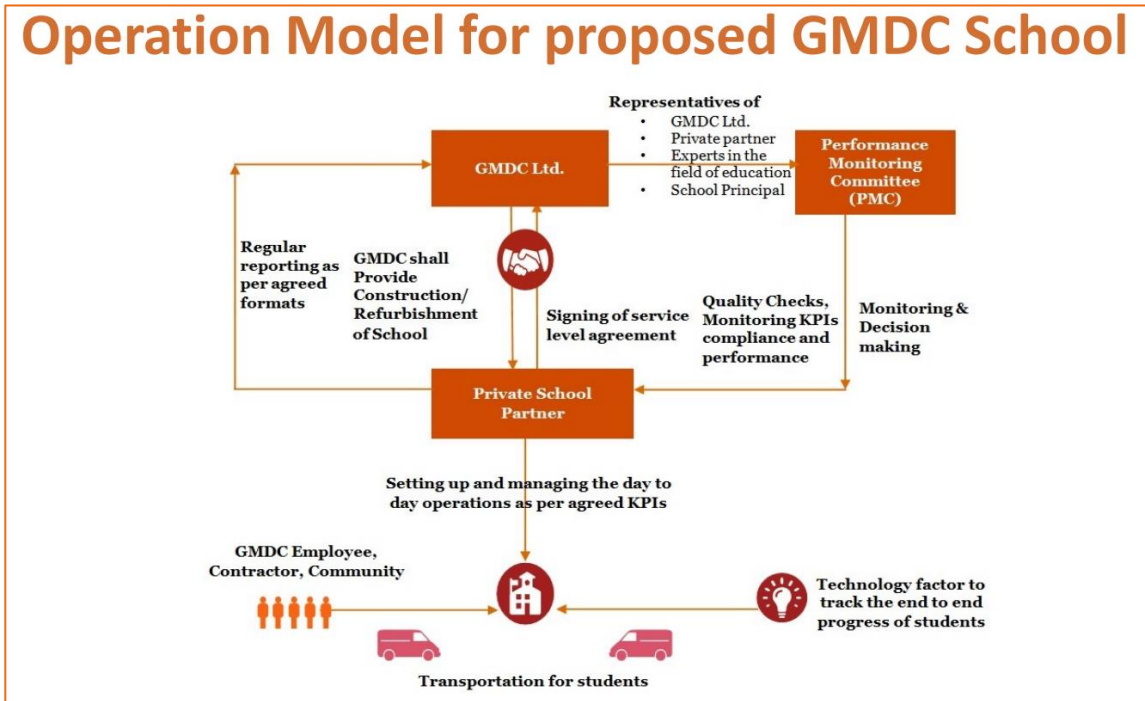 Operation Model for proposed GMDC School
Representatives of
• GMDC Ltd.
• Private partner
• Experts in the
field of education
• School Principal
GMDC Ltd.
Performance
Monitoring
Committee
(PMC)
Regular
reporting as
per agreed
formats
GMDC shall
Provide
Construction/
Refurbishment
of School
Signing of service
level agreement
Quality Checks,
Monitoring KPIs
compliance and
performance
Monitoring &
Decision
making
Private School
Partner
Setting up and managing the day to
day operations as per agreed KPIs
GMDC Employee,
Contractor, Community
Technology factor to
track the end to end
progress of students
Transportation for students